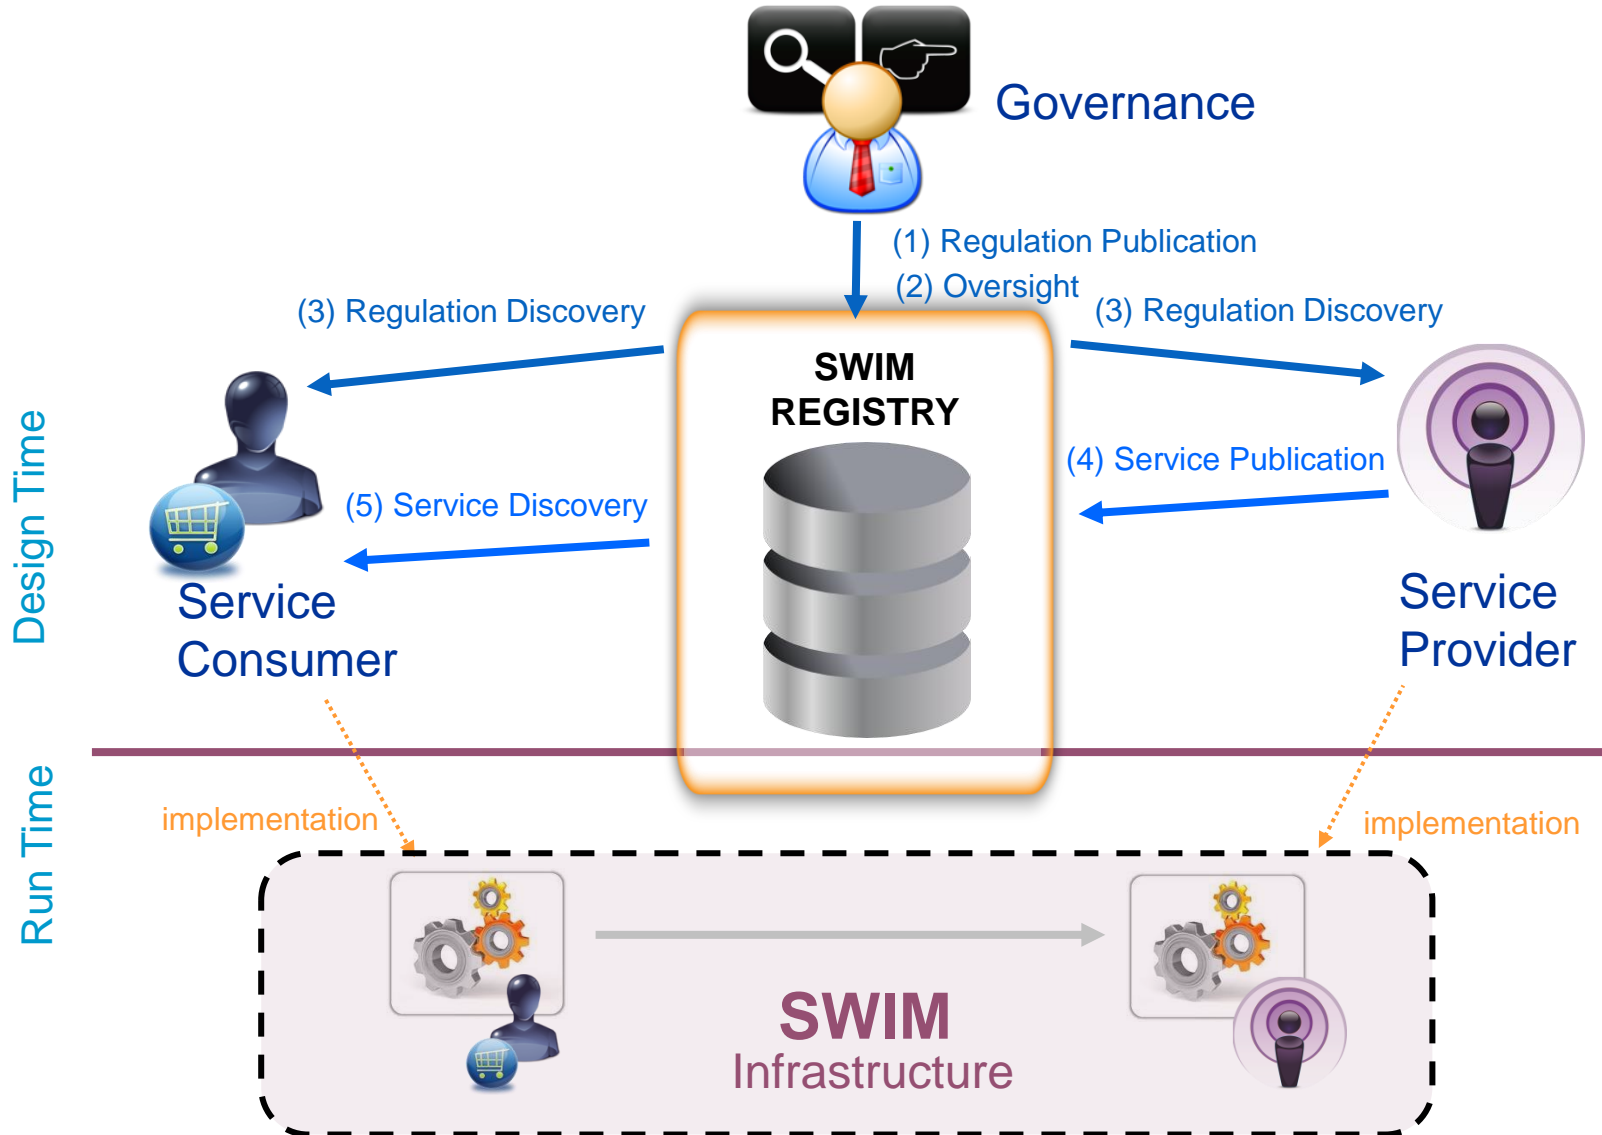 Governance
(1) Regulation Publication
(2) Oversight
(3) Regulation Discovery
(3) Regulation Discovery
SWIM
REGISTRY
(4) Service Publication
(5) Service Discovery
Service
Consumer
Service
Provider
Design Time
Run Time
implementation
implementation
SWIM
Infrastructure